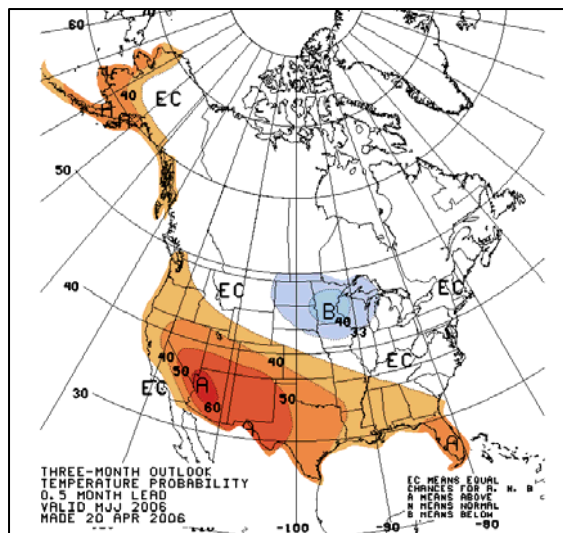 60
EC
40
A
A
50
40
EC
B
40
33
EC
EC
40
40
50
EC
A
50
60
30
A
A
THREE-MONTH OUTLOOK
TEMPERATURE PROBABILITY
0.5 MONTH LEAD
VALID MJJ 2006
MADE 20 APR 2006
EC MEANS EQUAL
CHANCES FOR A, N, B
A MEANS ABOVE
N MEANS NORMAL
B MEANS BELOW
-110
-100
-90
-80